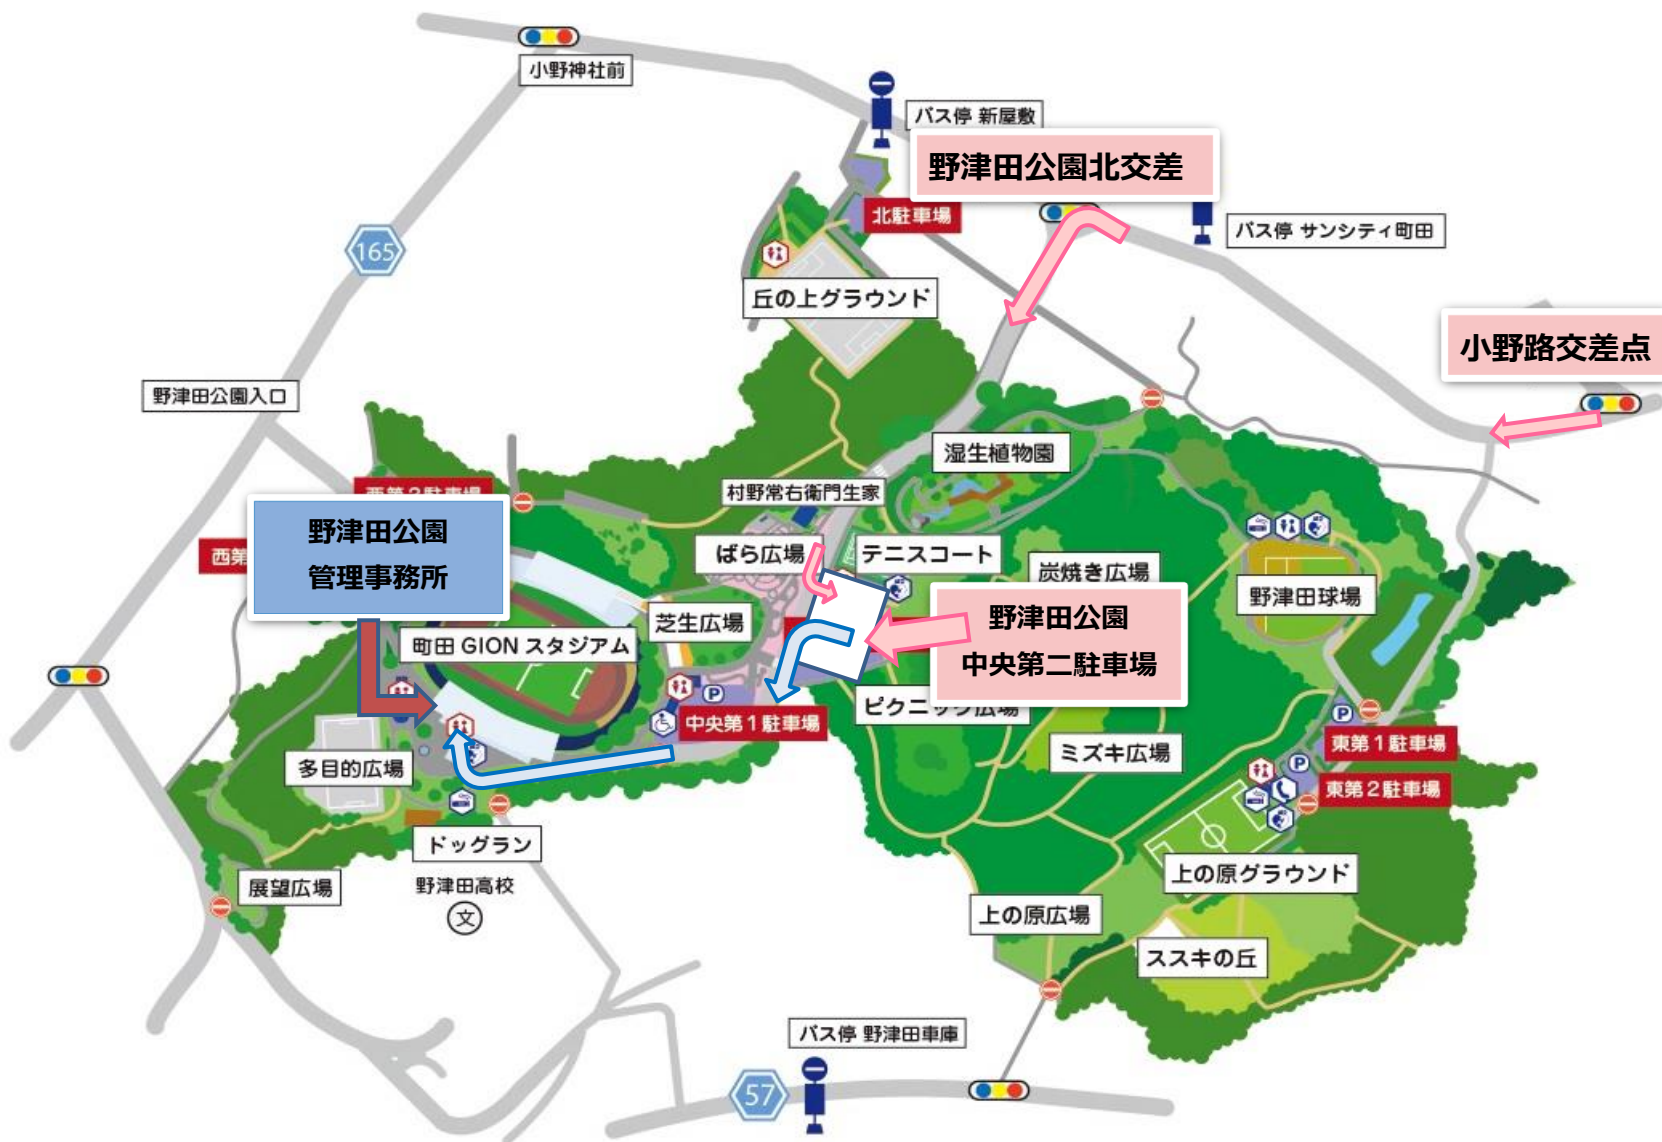 小野神社前
バス停 新屋敷
野津田公園北交差
北駐車場
バス停 サンシティ町田
165
丘の上グラウンド
小野路交差点
野津田公園入口
湿生植物園
村野常右衛門生家
野津田公園
管理事務所
ばら広場
テニスコート
炭焼き広場
野津田球場
芝生広場
町田 GION スタジアム
野津田公園
中央第二駐車場
P
中央第1駐車場
ピクニック広場
P
東第1駐車場
ミズキ広場
多目的広場
P
東第2駐車場
ドッグラン
上の原グラウンド
展望広場
野津田高校
文
上の原広場
ススキの丘
バス停 野津田車庫
57